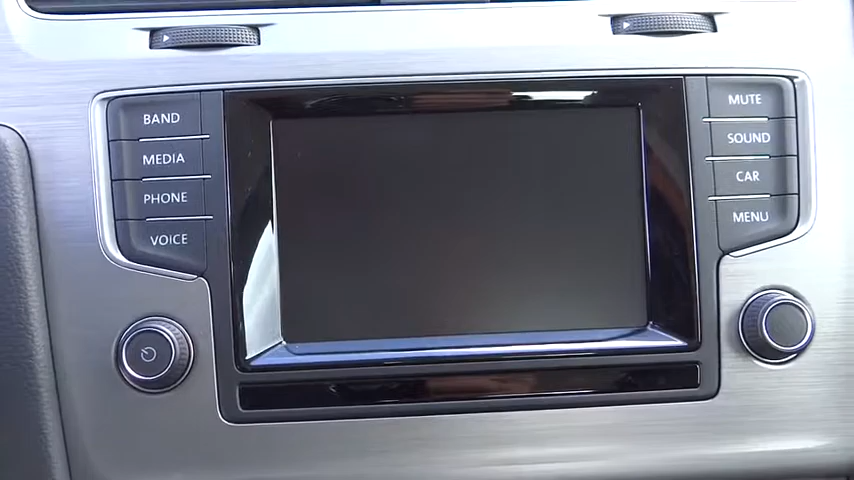 BAND
MEDIA
PHONE
VOICE
MUTE
SOUND
CAR
MENU